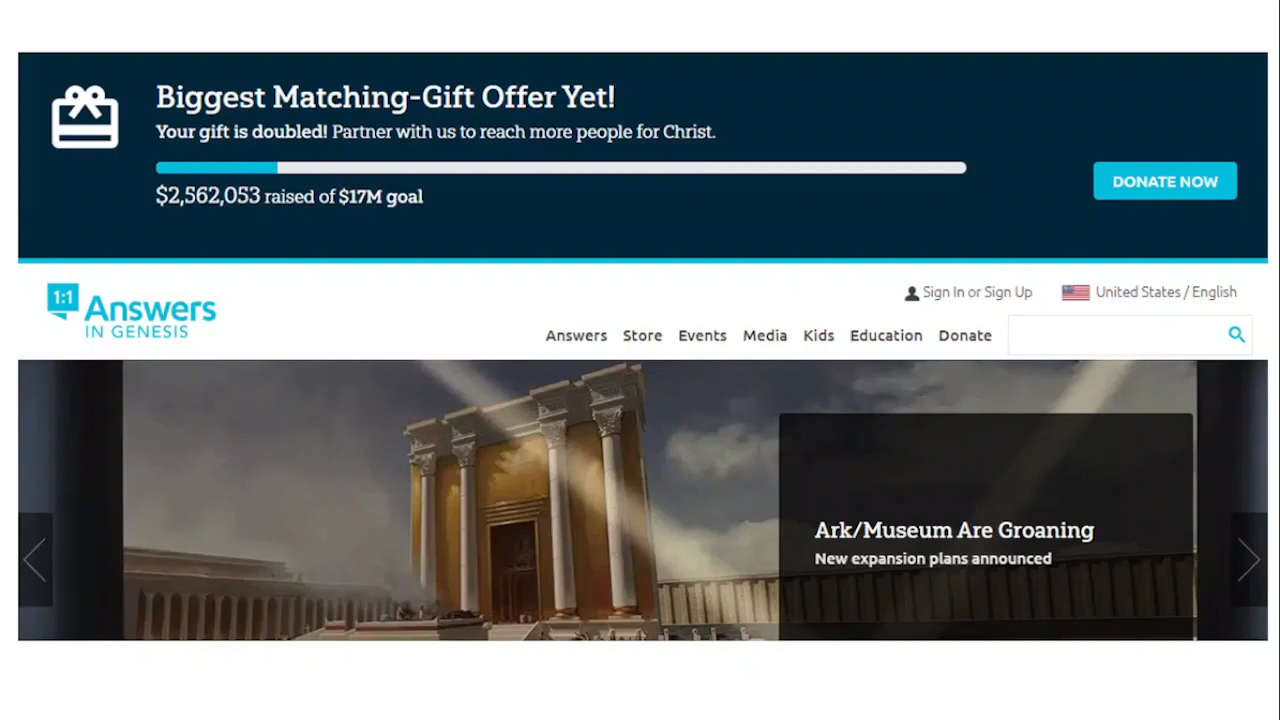 Biggest Matching-Gift Offer Yet!
Your gift is doubled! Partner with us to reach more people for Christ.
$2,562,053 raised of $17M goal
DONATE NOW
1:1
Answers
IN GENESIS
Sign In or Sign Up
United States / English
Answers Store Events Media Kids Education Donate
Ark/Museum Are Groaning
New expansion plans announced